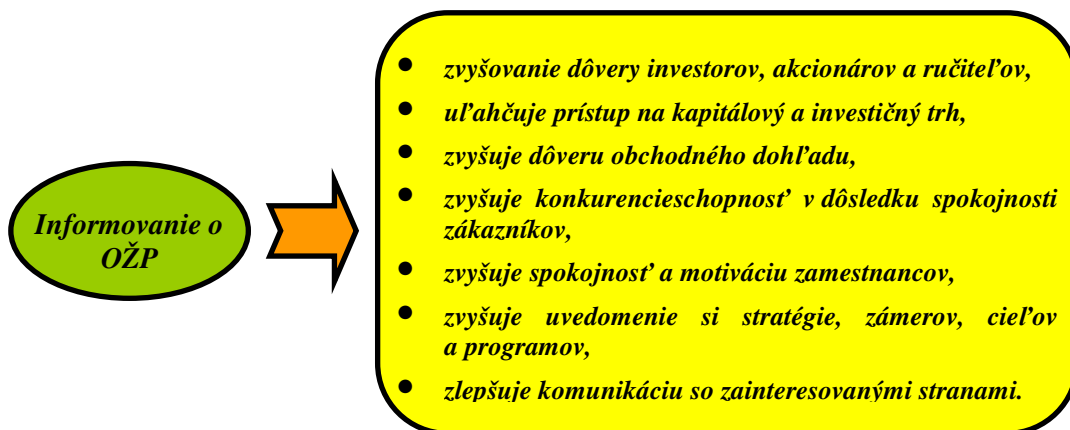 Informovanie o
OŽP
• zvyšovanie dôvery investorov, akcionárov a ručiteľov,
• uľahčuje prístup na kapitálový a investičný trh,
• zvyšuje dôveru obchodného dohľadu,
• zvyšuje konkurencieschopnosť v dôsledku spokojnosti
zákazníkov,
• zvyšuje spokojnosť a motiváciu zamestnancov,
• zvyšuje uvedomenie si stratégie, zámerov, cieľov
a programov,
• zlepšuje komunikáciu so zainteresovanými stranami.